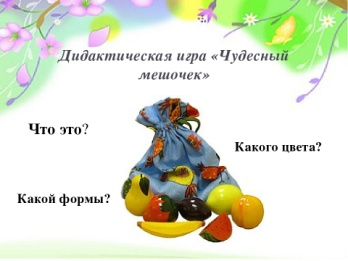 Дидактическая игра «Чудесный
мешочек»
Что это?
Какого цвета?
Какой формы?